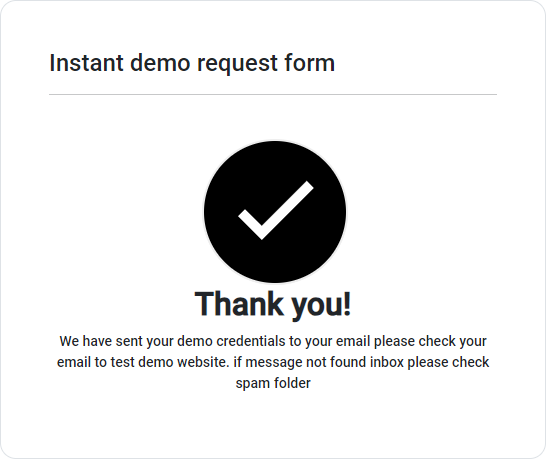 Instant demo request form
Thank you!
We have sent your demo credentials to your email please check your
email to test demo website. if message not found inbox please check
spam folder